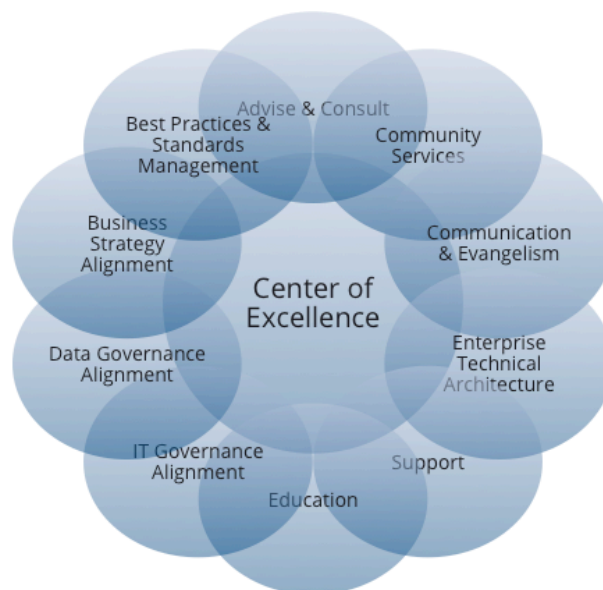 Advise & Consult
Best Practices &
Standards
Management
Community
Services
Business
Strategy
Alignment
Communication
& Evangelism
Center of
Excellence
Data Governance
Alignment
Enterprise
Technical
Architecture
IT Governance
Alignment
Support
Education